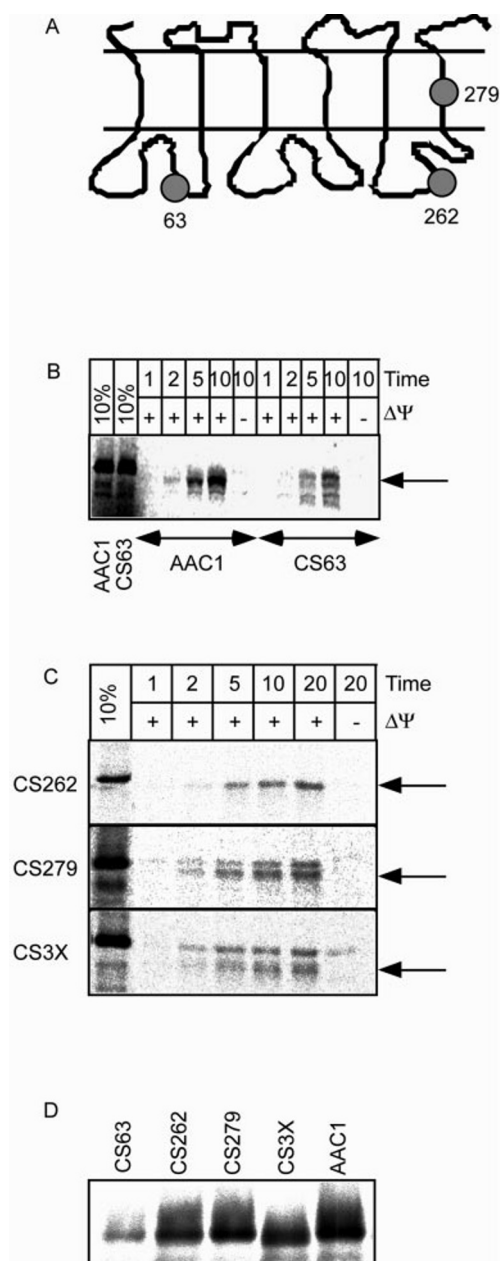 A
279
63
262
B
10% 10% 1 2 5 10 10 1 2 5 10 10 Time
+ + + + - + + + + - ΔΨ
AAC1 CS63 AAC1 CS63
C
10% 1 2 5 10 20 20 Time
+ + + + + - ΔΨ
CS262
CS279
CS3X
D
CS63 CS262 CS279 CS3X AAC1